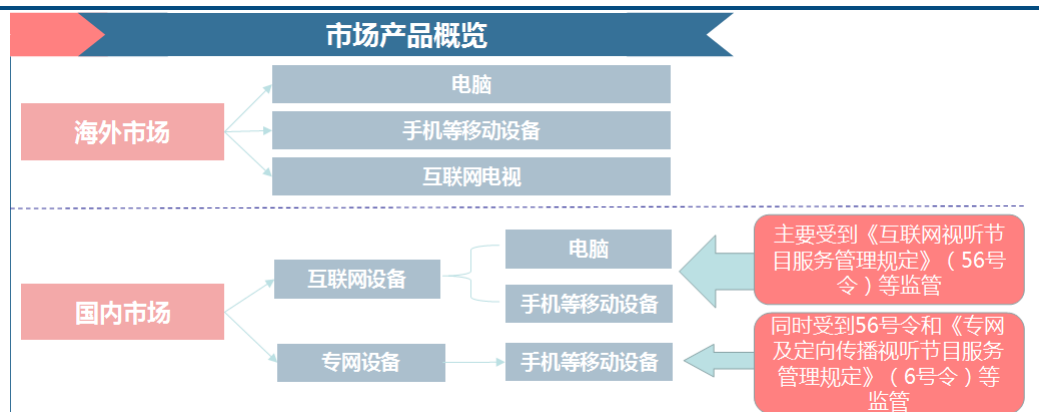 市场产品概览
海外市场
电脑
手机等移动设备
互联网电视
国内市场
互联网设备
电脑
手机等移动设备
主要受到《互联网视听节
目服务管理规定》（56号
令）等监管
专网设备
手机等移动设备
同时受到56号令和《专网
及定向传播视听节目服务
管理规定》（6号令）等
监管